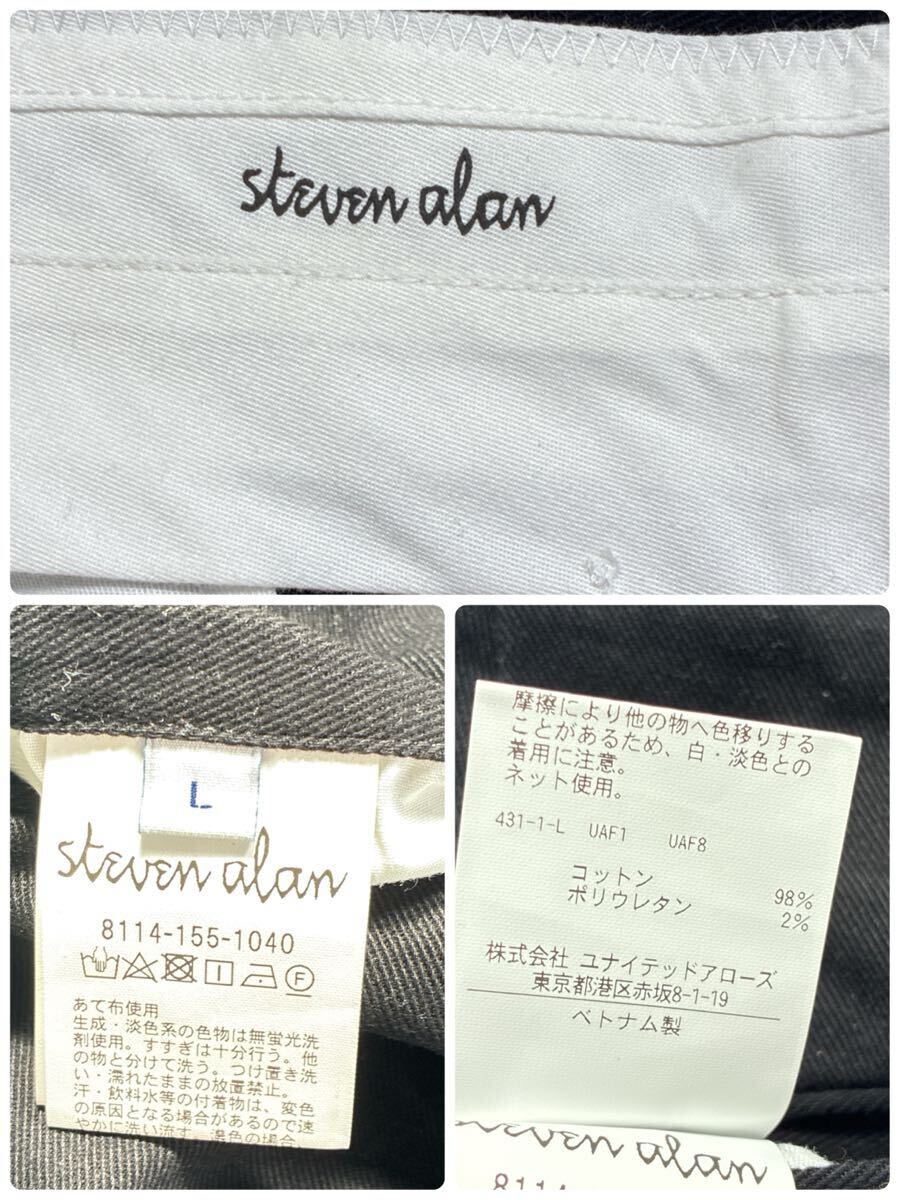 steven alan
L
steven alan
8114-155-1040
あて布使用
生成・淡色系の色物は無蛍光洗
剤使用。すすぎは十分行う。他
の物と分けて洗う。つけ置き洗
い・濡れたままの放置禁止。
汗・飲料水等の付着物は、変色
の原因となる場合があるので速
やかに洗い流す。退色の場合、
摩擦により他の物へ色移りする
ことがあるため、白・淡色との
着用に注意。
ネット使用。
431-1-L UAF1 UAF8
コットン 98%
ポリウレタン 2%
株式会社 ユナイテッドアローズ
東京都港区赤坂8-1-19
ベトナム製
steven alan
8114